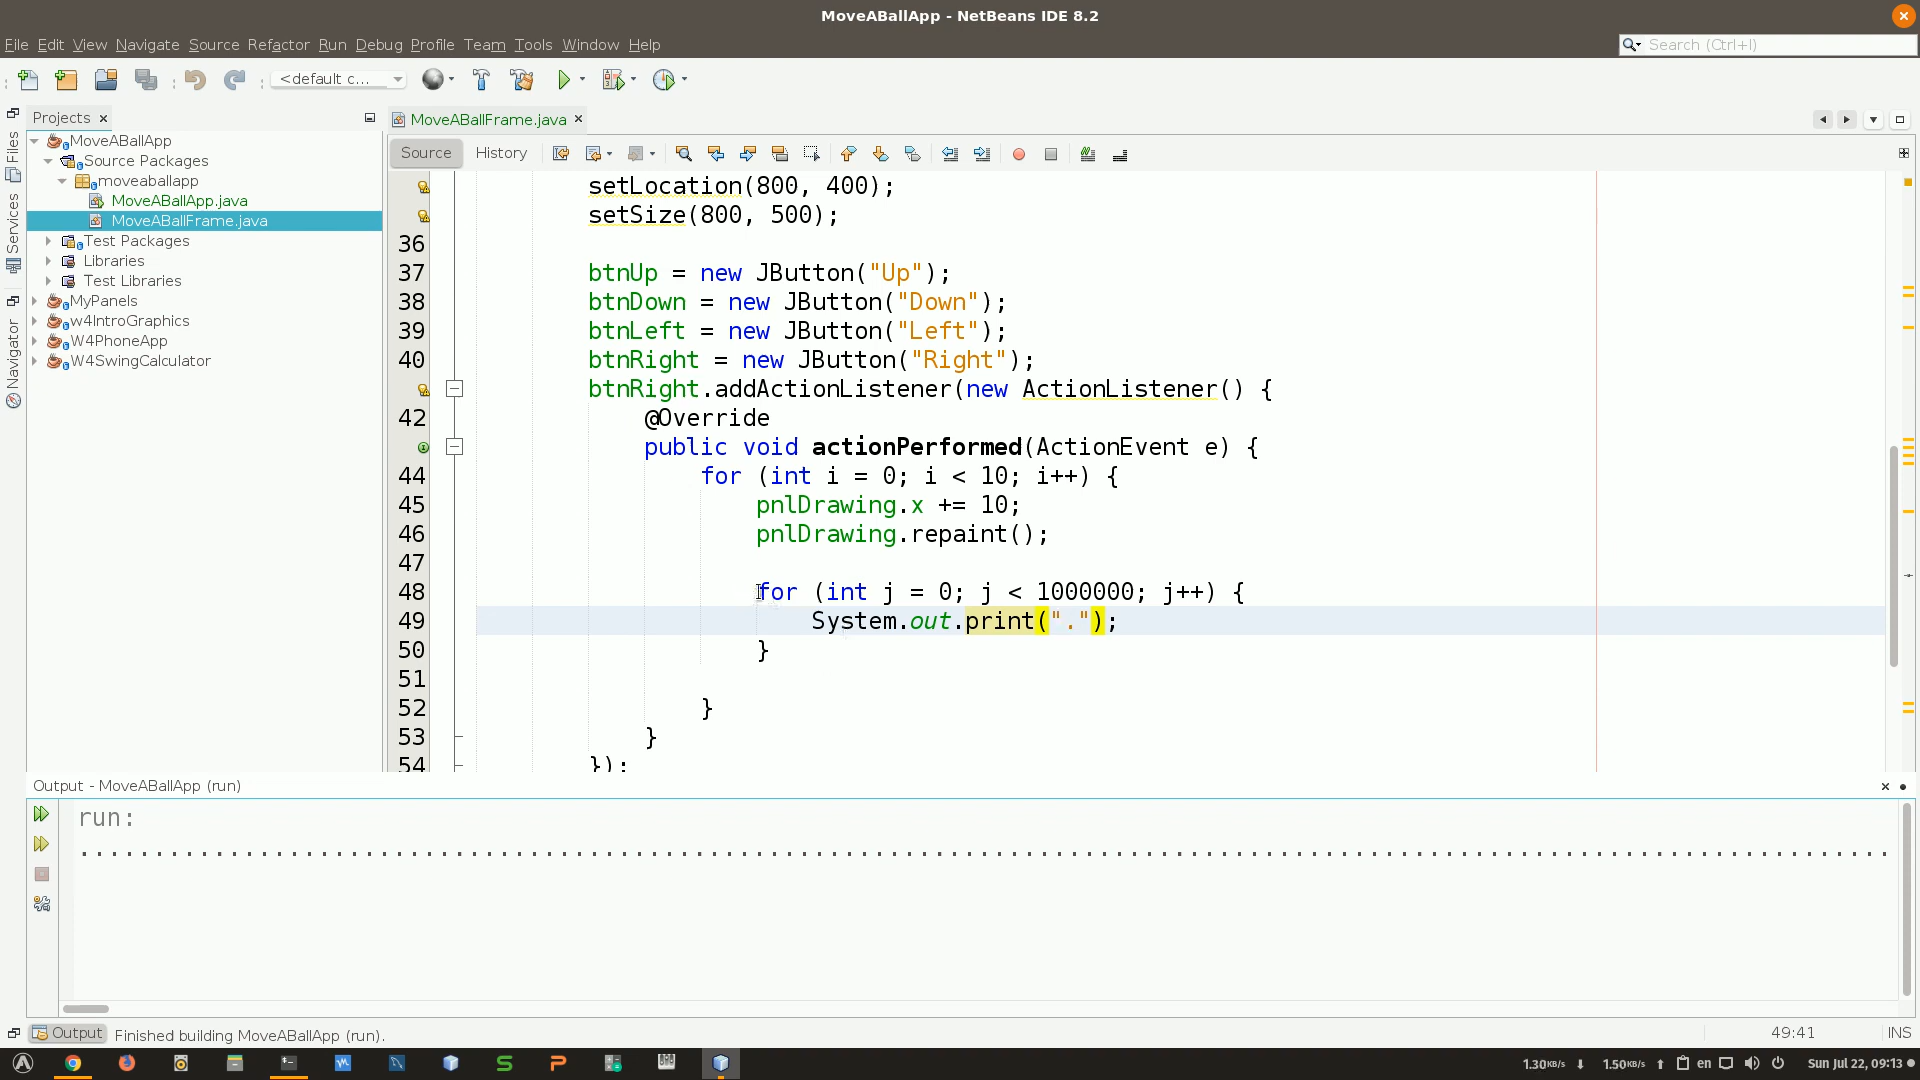 MoveABallApp - NetBeans IDE 8.2
File Edit View Navigate Source Refactor Run Debug Profile Team Tools Window Help
Search (Ctrl+I)
<default c...
Files
Services
Navigator
Projects
MoveABallApp
Source Packages
moveaballapp
MoveABallApp.java
MoveABallFrame.java
Test Packages
Libraries
Test Libraries
MyPanels
w4IntroGraphics
W4PhoneApp
W4SwingCalculator
MoveABallFrame.java
Source History
setLocation(800, 400);
setSize(800, 500);
36
37 btnUp = new JButton("Up");
38 btnDown = new JButton("Down");
39 btnLeft = new JButton("Left");
40 btnRight = new JButton("Right");
btnRight.addActionListener(new ActionListener() {
42 @Override
public void actionPerformed(ActionEvent e) {
44 for (int i = 0; i < 10; i++) {
45 pnlDrawing.x += 10;
46 pnlDrawing.repaint();
47
48 for (int j = 0; j < 1000000; j++) {
49 System.out.print(".");
50 }
51
52 }
53 }
54 });
Output - MoveABallApp (run)
run:
........................................................................................................................
Output Finished building MoveABallApp (run).
49:41 INS
1.30KB/s 1.50KB/s en Sun Jul 22, 09:13